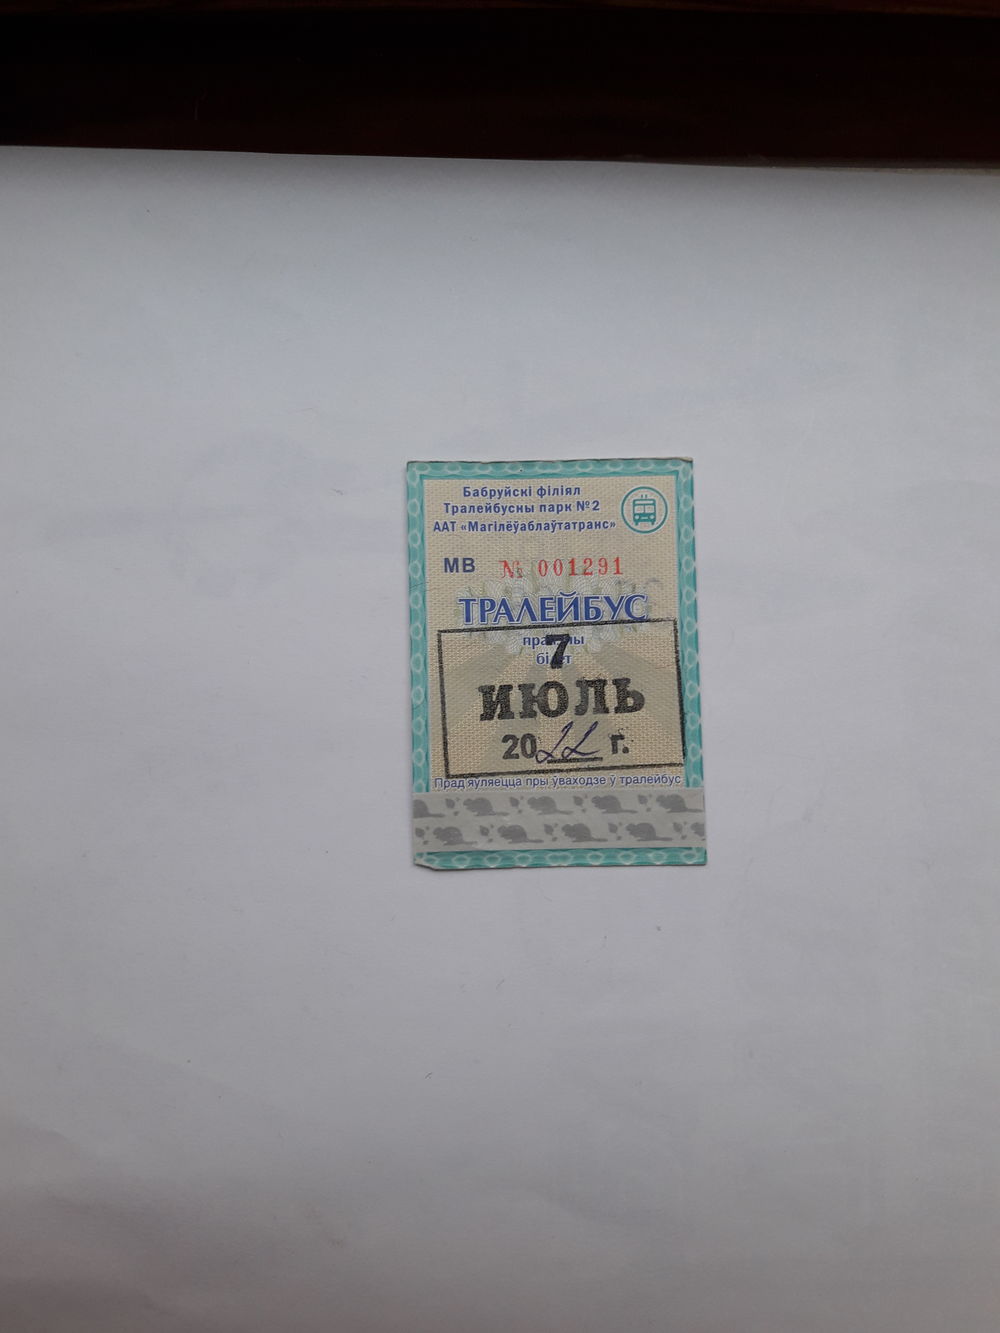 Бабруйскі філіял
Тралейбусны парк №2
ААТ «Магілёўаблаўтатранс»
МВ № 001291
ТРАЛЕЙБУС
7
білет
ИЮЛЬ
2022 г.
Прад'яўляецца пры ўваходзе ў тралейбус